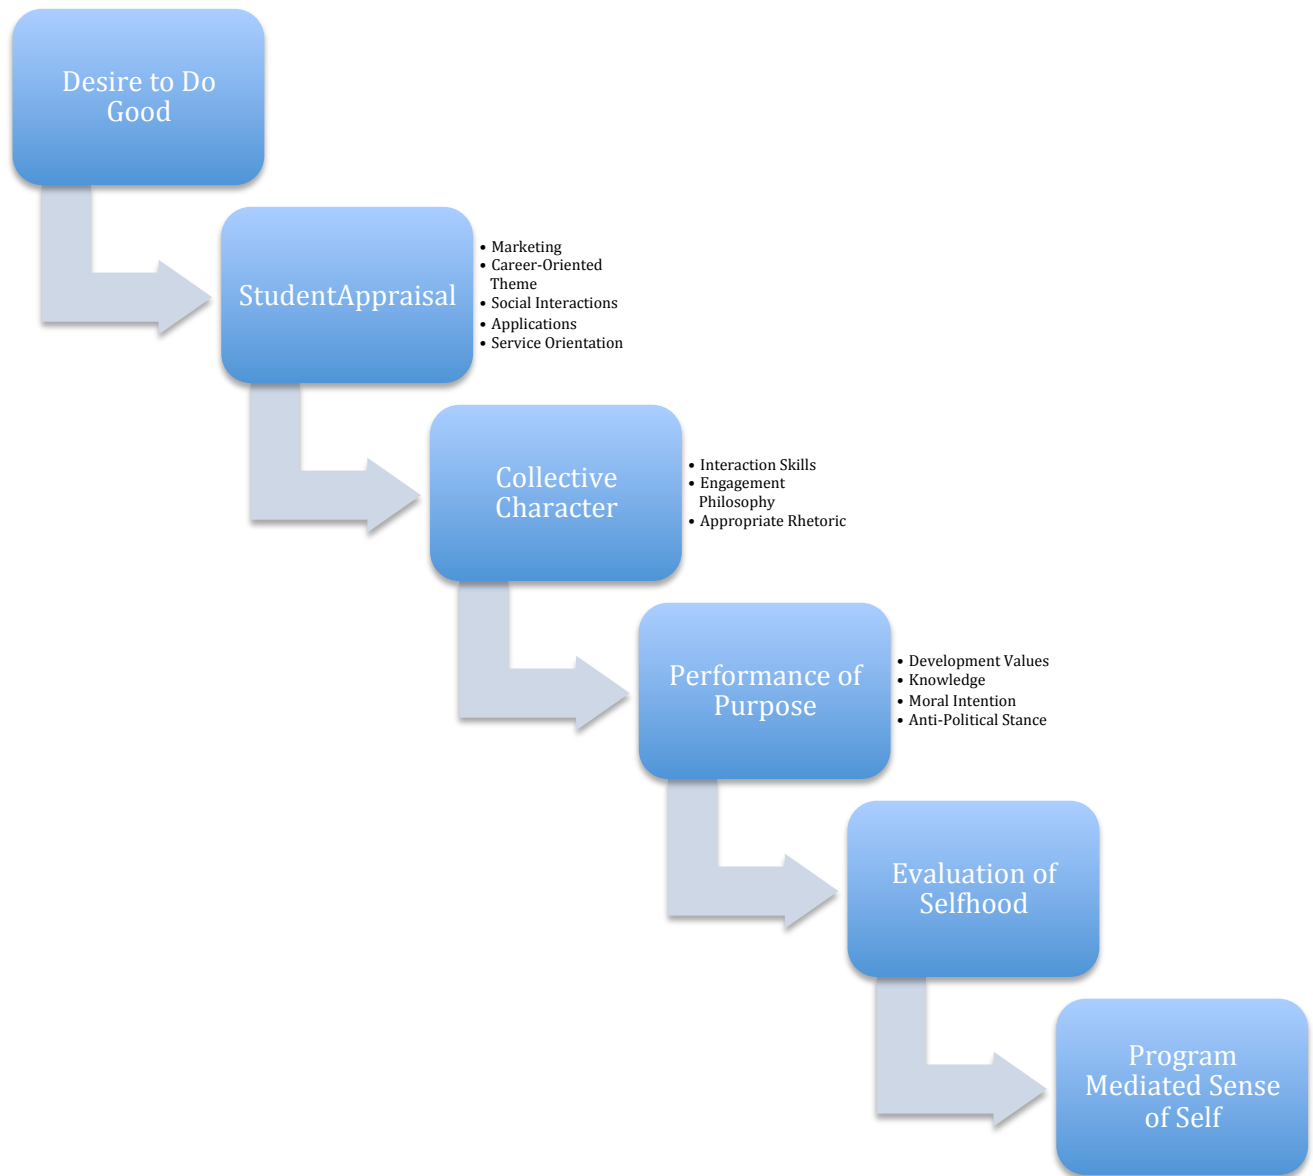 Desire to Do
Good
StudentAppraisal
• Marketing
• Career-Oriented
Theme
• Social Interactions
• Applications
• Service Orientation
Collective
Character
• Interaction Skills
• Engagement
Philosophy
• Appropriate Rhetoric
Performance of
Purpose
• Development Values
• Knowledge
• Moral Intention
• Anti-Political Stance
Evaluation of
Selfhood
Program
Mediated Sense
of Self